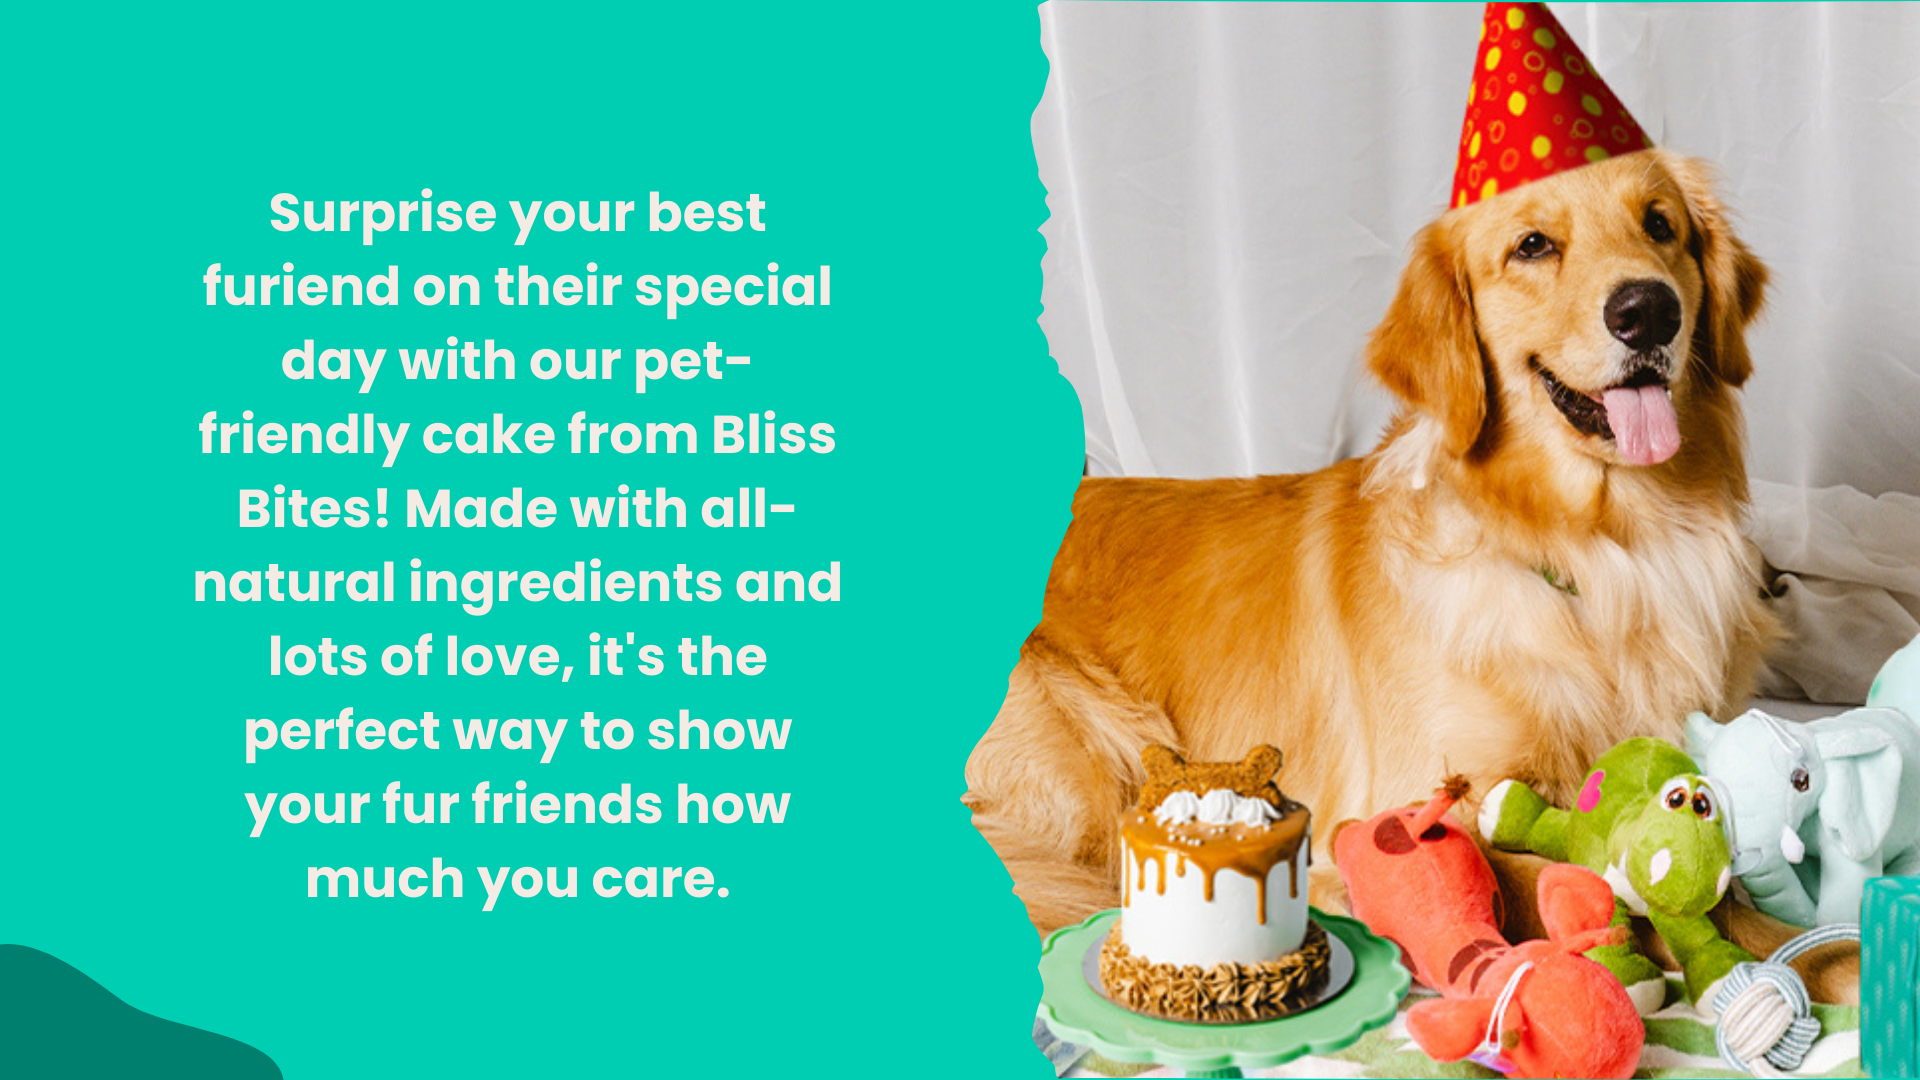 Surprise your best
furiend on their special
day with our pet-
friendly cake from Bliss
Bites! Made with all-
natural ingredients and
lots of love, it's the
perfect way to show
your fur friends how
much you care.